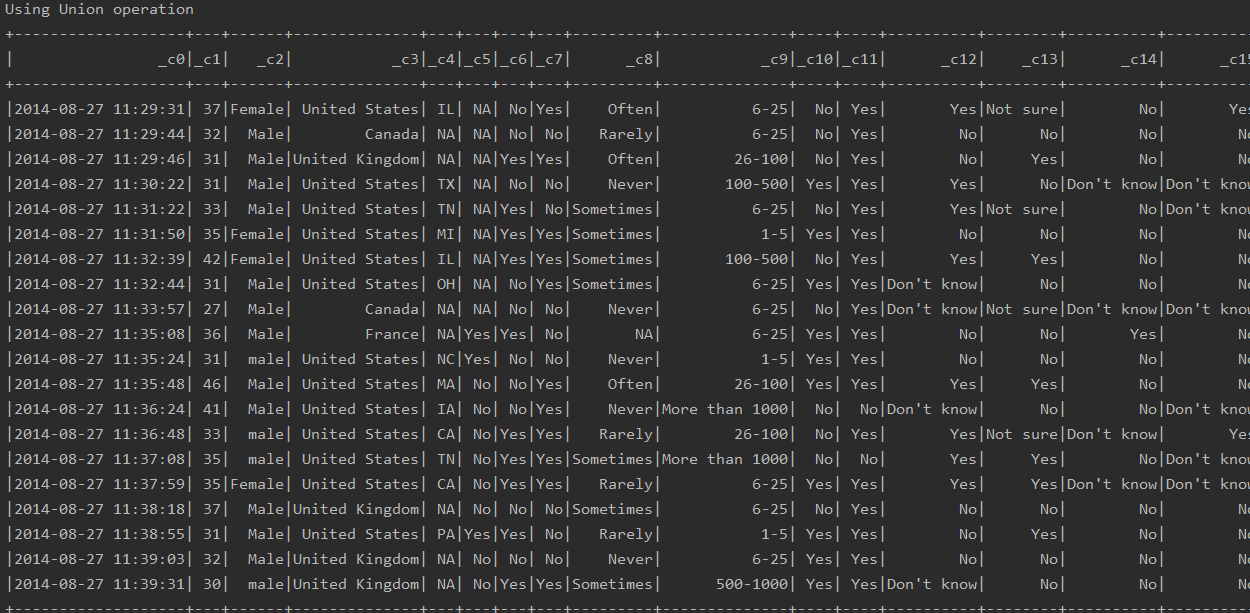 Using Union operation
+-------------------+---+------+--------------+---+---+---+---+---------+--------------+----+----+----------+--------+----------+---------
| _c0|_c1| _c2| _c3|_c4|_c5|_c6|_c7| _c8| _c9|_c10|_c11| _c12| _c13| _c14| _c15
+-------------------+---+------+--------------+---+---+---+---+---------+--------------+----+----+----------+--------+----------+---------
|2014-08-27 11:29:31| 37|Female| United States| IL| NA| No|Yes| Often| 6-25| No| Yes| Yes|Not sure| No| Yes
|2014-08-27 11:29:44| 32| Male| Canada| NA| NA| No| No| Rarely| 6-25| No| Yes| No| No| No| No
|2014-08-27 11:29:46| 31| Male|United Kingdom| NA| NA|Yes|Yes| Often| 26-100| No| Yes| No| Yes| No| No
|2014-08-27 11:30:22| 31| Male| United States| TX| NA| No| No| Never| 100-500| Yes| Yes| Yes| No|Don't know|Don't know
|2014-08-27 11:31:22| 33| Male| United States| TN| NA|Yes| No|Sometimes| 6-25| No| Yes| Yes|Not sure| No|Don't know
|2014-08-27 11:31:50| 35|Female| United States| MI| NA|Yes|Yes|Sometimes| 1-5| Yes| Yes| No| No| No| No
|2014-08-27 11:32:39| 42|Female| United States| IL| NA|Yes|Yes|Sometimes| 100-500| No| Yes| Yes| Yes| No| No
|2014-08-27 11:32:44| 31| Male| United States| OH| NA| No|Yes|Sometimes| 6-25| Yes| Yes|Don't know| No| No| No
|2014-08-27 11:33:57| 27| Male| Canada| NA| NA| No| No| Never| 6-25| No| Yes|Don't know|Not sure|Don't know|Don't know
|2014-08-27 11:35:08| 36| Male| France| NA|Yes|Yes| No| NA| 6-25| Yes| Yes| No| No| Yes| No
|2014-08-27 11:35:24| 31| male| United States| NC|Yes| No| No| Never| 1-5| Yes| Yes| No| No| No| No
|2014-08-27 11:35:48| 46| Male| United States| MA| No| No|Yes| Often| 26-100| Yes| Yes| Yes| Yes| No| No
|2014-08-27 11:36:24| 41| Male| United States| IA| No| No|Yes| Never|More than 1000| No| No|Don't know| No| No|Don't know
|2014-08-27 11:36:48| 33| male| United States| CA| No|Yes|Yes| Rarely| 26-100| No| Yes| Yes|Not sure|Don't know| Yes
|2014-08-27 11:37:08| 35| male| United States| TN| No|Yes|Yes|Sometimes|More than 1000| No| No| Yes| Yes| No|Don't know
|2014-08-27 11:37:59| 35|Female| United States| CA| No|Yes|Yes| Rarely| 6-25| Yes| Yes| Yes| Yes|Don't know|Don't know
|2014-08-27 11:38:18| 37| Male|United Kingdom| NA| No| No| No|Sometimes| 6-25| No| Yes| No| No| No| No
|2014-08-27 11:38:55| 31| Male| United States| PA|Yes|Yes| No| Rarely| 1-5| Yes| Yes| No| Yes| No| No
|2014-08-27 11:39:03| 32| Male|United Kingdom| NA| No| No| No| Never| 6-25| Yes| Yes| No| No| No| No
|2014-08-27 11:39:31| 30| male|United Kingdom| NA| No|Yes|Yes|Sometimes| 500-1000| Yes| Yes|Don't know| No| No| No
+-------------------+---+------+--------------+---+---+---+---+---------+--------------+----+----+----------+--------+----------+---------